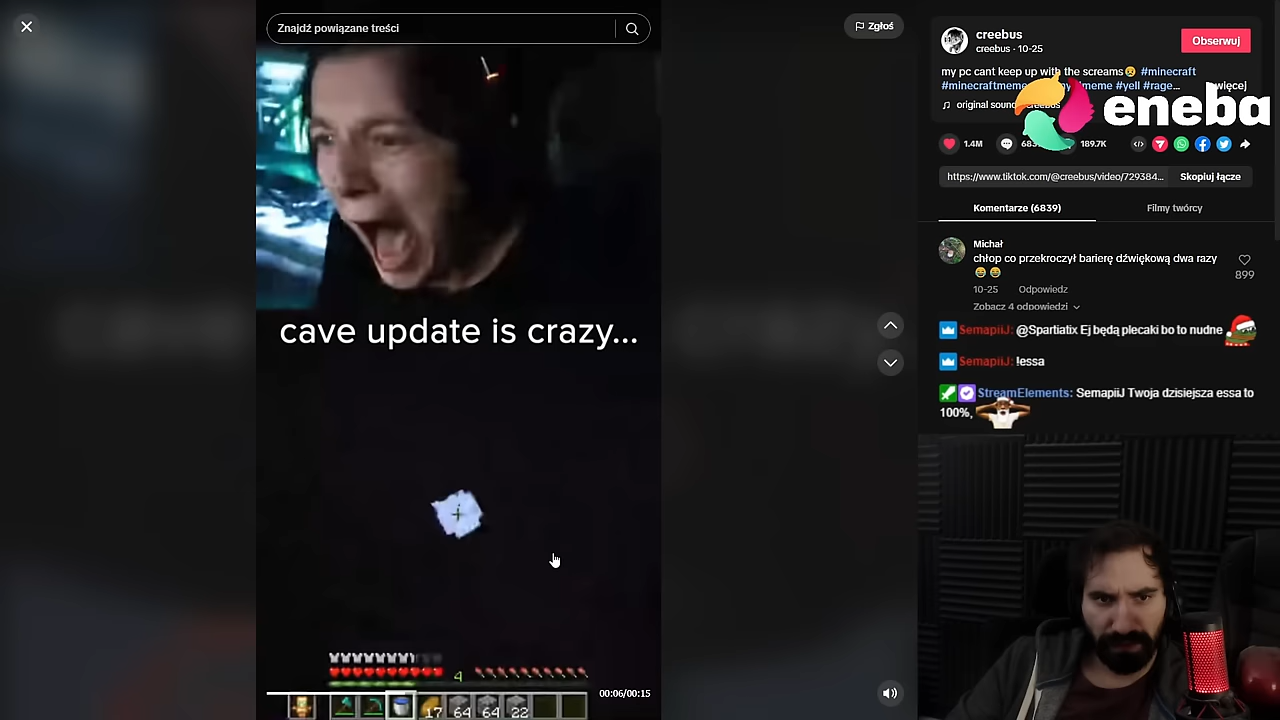 Znajdź powiązane treści
Zgłoś
creebus
creebus · 10-25
Obserwuj
my pc cant keep up with the screams😢 #minecraft
#minecraftmeme #meme #yell #rage...
więcej
original sound
eneba
1.4M
189.7K
https://www.tiktok.com/@creebus/video/729384...
Skopiuj łącze
Komentarze (6839)
Filmy twórcy
Michał
chłop co przekroczył barierę dźwiękową dwa razy
😂 😂
899
10-25 Odpowiedz
Zobacz 4 odpowiedzi
SemapiiJ: @Spartiatix Ej będą plecaki bo to nudne
SemapiiJ: !essa
StreamElements: SemapiiJ Twoja dzisiejsza essa to
100%,
cave update is crazy...
4
00:06/00:15
17 64 64 22